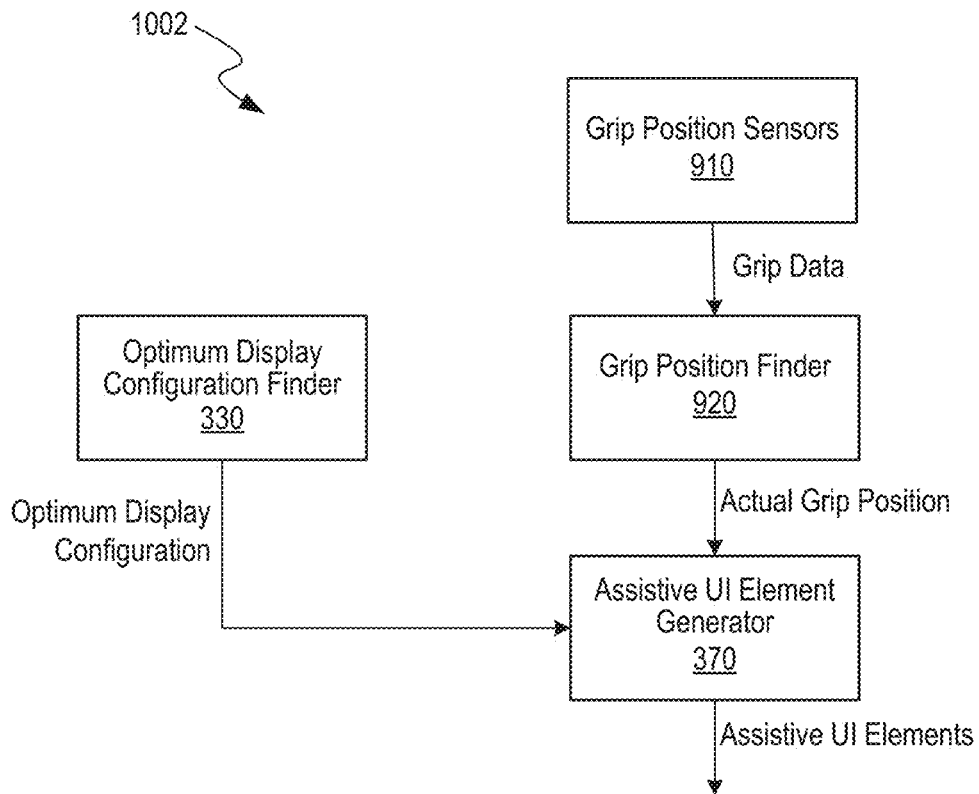 1002
Grip Position Sensors
910
Grip Data
Optimum Display
Configuration Finder
330
Grip Position Finder
920
Optimum Display
Configuration
Actual Grip Position
Assistive UI Element
Generator
370
Assistive UI Elements